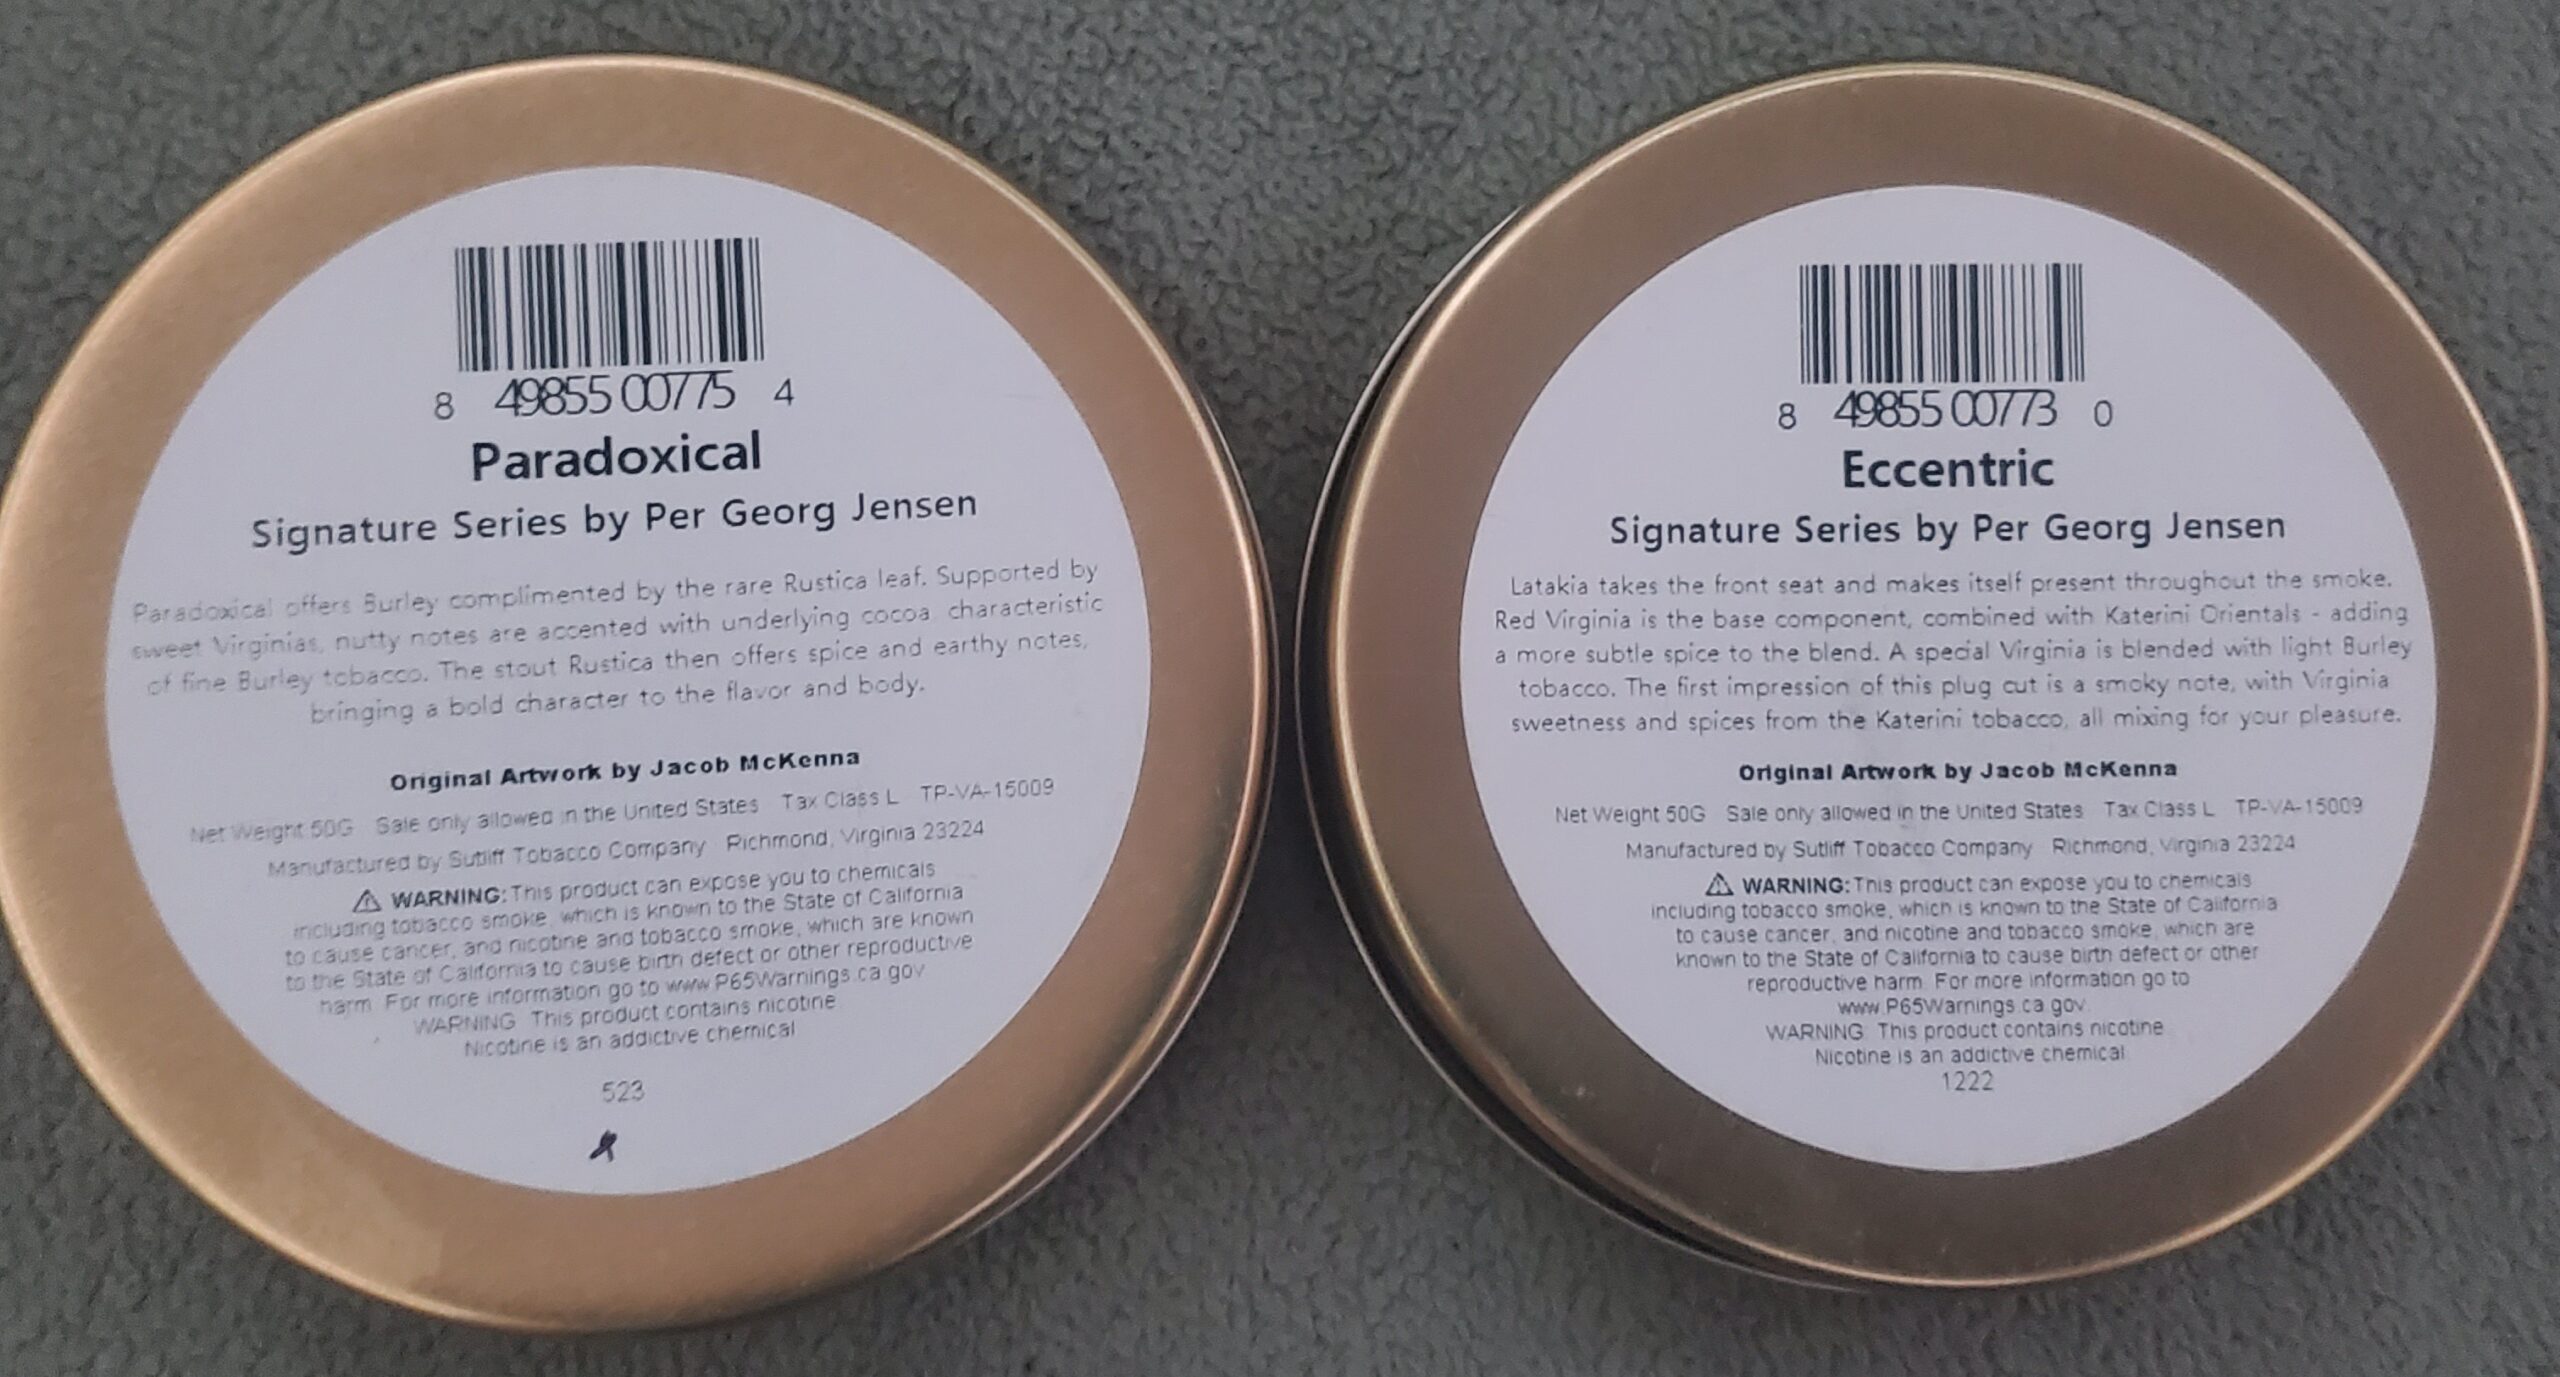 8 49855 00775 4
Paradoxical
Signature Series by Per Georg Jensen
Paradoxical offers Burley complimented by the rare Rustica leaf. Supported by
sweet Virginias, nutty notes are accented with underlying cocoa characteristic
of fine Burley tobacco. The stout Rustica then offers spice and earthy notes,
bringing a bold character to the flavor and body.
Original Artwork by Jacob McKenna
Net Weight 50G Sale only allowed in the United States Tax Class L TP-VA-15009
Manufactured by Sutliff Tobacco Company Richmond, Virginia 23224
⚠ WARNING: This product can expose you to chemicals
including tobacco smoke, which is known to the State of California
to cause cancer, and nicotine and tobacco smoke, which are known
to the State of California to cause birth defect or other reproductive
harm. For more information go to www.P65Warnings.ca.gov
WARNING: This product contains nicotine.
Nicotine is an addictive chemical
523
8 49855 00773 0
Eccentric
Signature Series by Per Georg Jensen
Latakia takes the front seat and makes itself present throughout the smoke.
Red Virginia is the base component, combined with Katerini Orientals - adding
a more subtle spice to the blend. A special Virginia is blended with light Burley
tobacco. The first impression of this plug cut is a smoky note, with Virginia
sweetness and spices from the Katerini tobacco, all mixing for your pleasure.
Original Artwork by Jacob McKenna
Net Weight 50G Sale only allowed in the United States Tax Class L TP-VA-15009
Manufactured by Sutliff Tobacco Company Richmond, Virginia 23224
⚠ WARNING: This product can expose you to chemicals
including tobacco smoke, which is known to the State of California
to cause cancer, and nicotine and tobacco smoke, which are
known to the State of California to cause birth defect or other
reproductive harm. For more information go to
www.P65Warnings.ca.gov.
WARNING: This product contains nicotine.
Nicotine is an addictive chemical.
1222